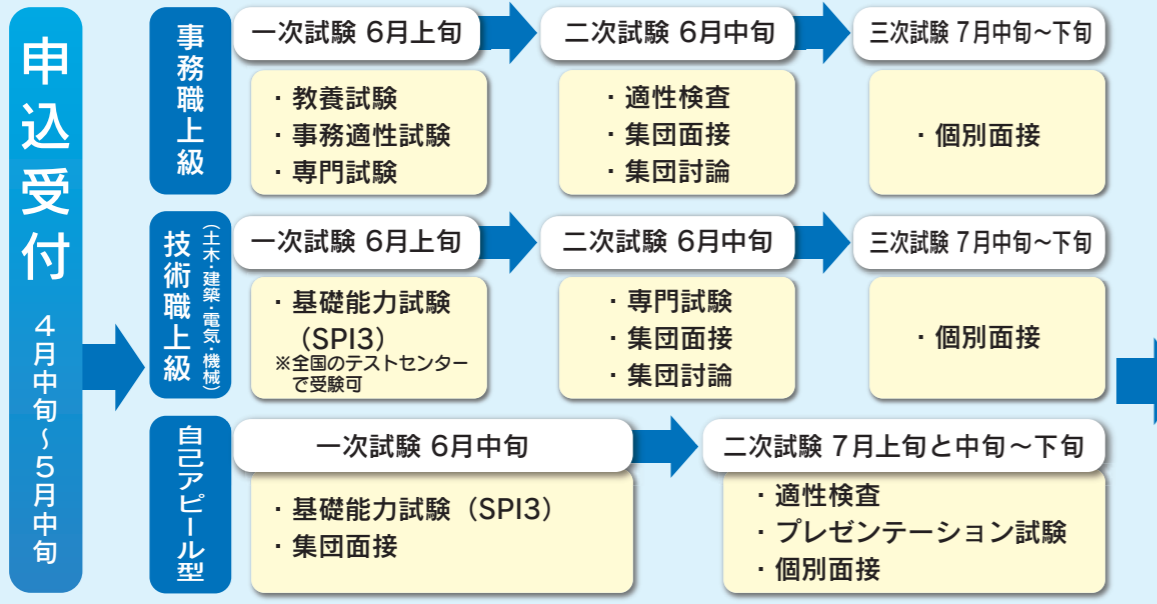 申込受付
4月中旬～5月中旬
事務職上級
一次試験 6月上旬
・教養試験
・事務適性試験
・専門試験
二次試験 6月中旬
・適性検査
・集団面接
・集団討論
三次試験 7月中旬～下旬
・個別面接
技術職上級
（土木・建築・電気・機械）
一次試験 6月上旬
・基礎能力試験
（SPI3）
※全国のテストセンター
で受験可
二次試験 6月中旬
・専門試験
・集団面接
・集団討論
三次試験 7月中旬～下旬
・個別面接
自己アピール型
一次試験 6月中旬
・基礎能力試験（SPI3）
・集団面接
二次試験 7月上旬と中旬～下旬
・適性検査
・プレゼンテーション試験
・個別面接